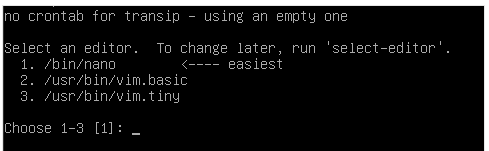 no crontab for transip – using an empty one
Select an editor.  To change later, run 'select-editor'.
  1. /bin/nano        <---- easiest
  2. /usr/bin/vim.basic
  3. /usr/bin/vim.tiny
Choose 1-3 [1]: _